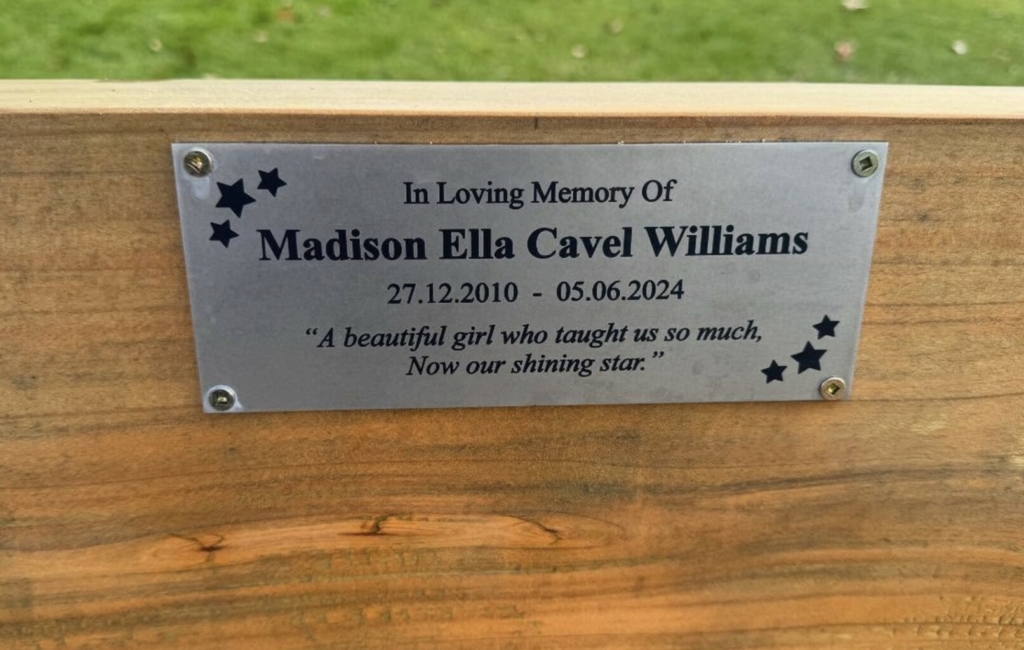 In Loving Memory Of
Madison Ella Cavel Williams
27.12.2010 - 05.06.2024
“A beautiful girl who taught us so much,
Now our shining star.”